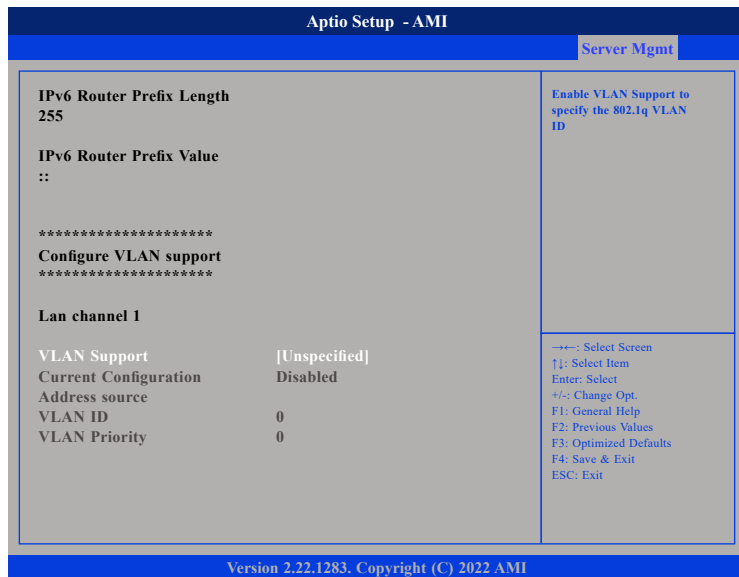 Aptio Setup - AMI
Server Mgmt
IPv6 Router Prefix Length
255
IPv6 Router Prefix Value
::
*********************
Configure VLAN support
*********************
Lan channel 1
VLAN Support [Unspecified]
Current Configuration Disabled
Address source
VLAN ID 0
VLAN Priority 0
Enable VLAN Support to
specify the 802.1q VLAN
ID
→←: Select Screen
↑↓: Select Item
Enter: Select
+/-: Change Opt.
F1: General Help
F2: Previous Values
F3: Optimized Defaults
F4: Save & Exit
ESC: Exit
Version 2.22.1283. Copyright (C) 2022 AMI